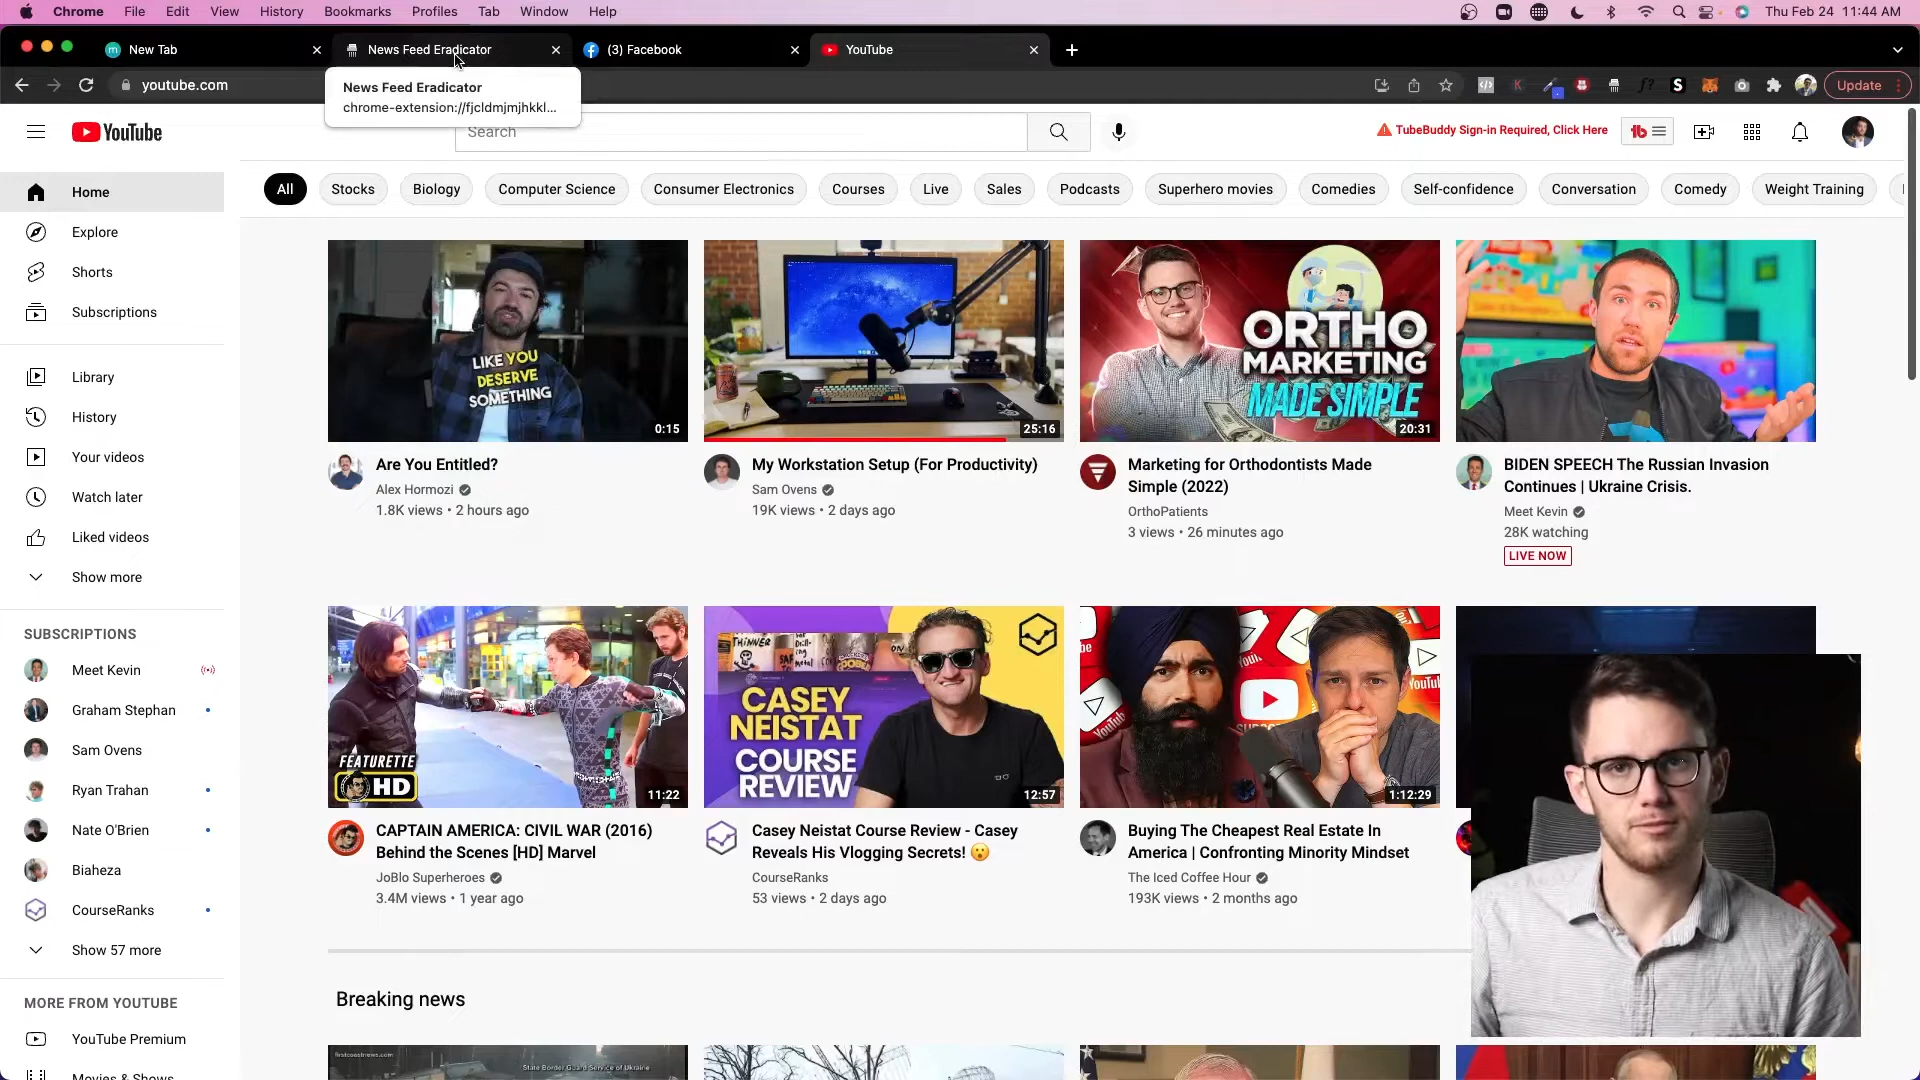 Chrome File Edit View History Bookmarks Profiles Tab Window Help Thu Feb 24 11:44 AM
New Tab
News Feed Eradicator
(3) Facebook
YouTube
youtube.com
Update
News Feed Eradicator
chrome-extension://fjcldmjmjhkkl...
YouTube
Search
TubeBuddy Sign-in Required, Click Here
tb
All
Stocks
Biology
Computer Science
Consumer Electronics
Courses
Live
Sales
Podcasts
Superhero movies
Comedies
Self-confidence
Conversation
Comedy
Weight Training
Home
Explore
Shorts
Subscriptions
Library
History
Your videos
Watch later
Liked videos
Show more
SUBSCRIPTIONS
Meet Kevin
Graham Stephan
Sam Ovens
Ryan Trahan
Nate O'Brien
Biaheza
CourseRanks
Show 57 more
MORE FROM YOUTUBE
YouTube Premium
Movies & Shows
LIKE YOU
DESERVE
SOMETHING
0:15
Are You Entitled?
Alex Hormozi
1.8K views • 2 hours ago
25:16
My Workstation Setup (For Productivity)
Sam Ovens
19K views • 2 days ago
ORTHO
MARKETING
MADE SIMPLE
20:31
Marketing for Orthodontists Made
Simple (2022)
OrthoPatients
3 views • 26 minutes ago
BIDEN SPEECH The Russian Invasion
Continues | Ukraine Crisis.
Meet Kevin
28K watching
LIVE NOW
FEATURETTE
HD
11:22
CAPTAIN AMERICA: CIVIL WAR (2016)
Behind the Scenes [HD] Marvel
JoBlo Superheroes
3.4M views • 1 year ago
CASEY
NEISTAT
COURSE
REVIEW
12:57
Casey Neistat Course Review - Casey
Reveals His Vlogging Secrets! 😮
CourseRanks
53 views • 2 days ago
1:12:29
Buying The Cheapest Real Estate In
America | Confronting Minority Mindset
The Iced Coffee Hour
193K views • 2 months ago
Breaking news
firstcoastnews.com
State Border Guard Service of Ukraine